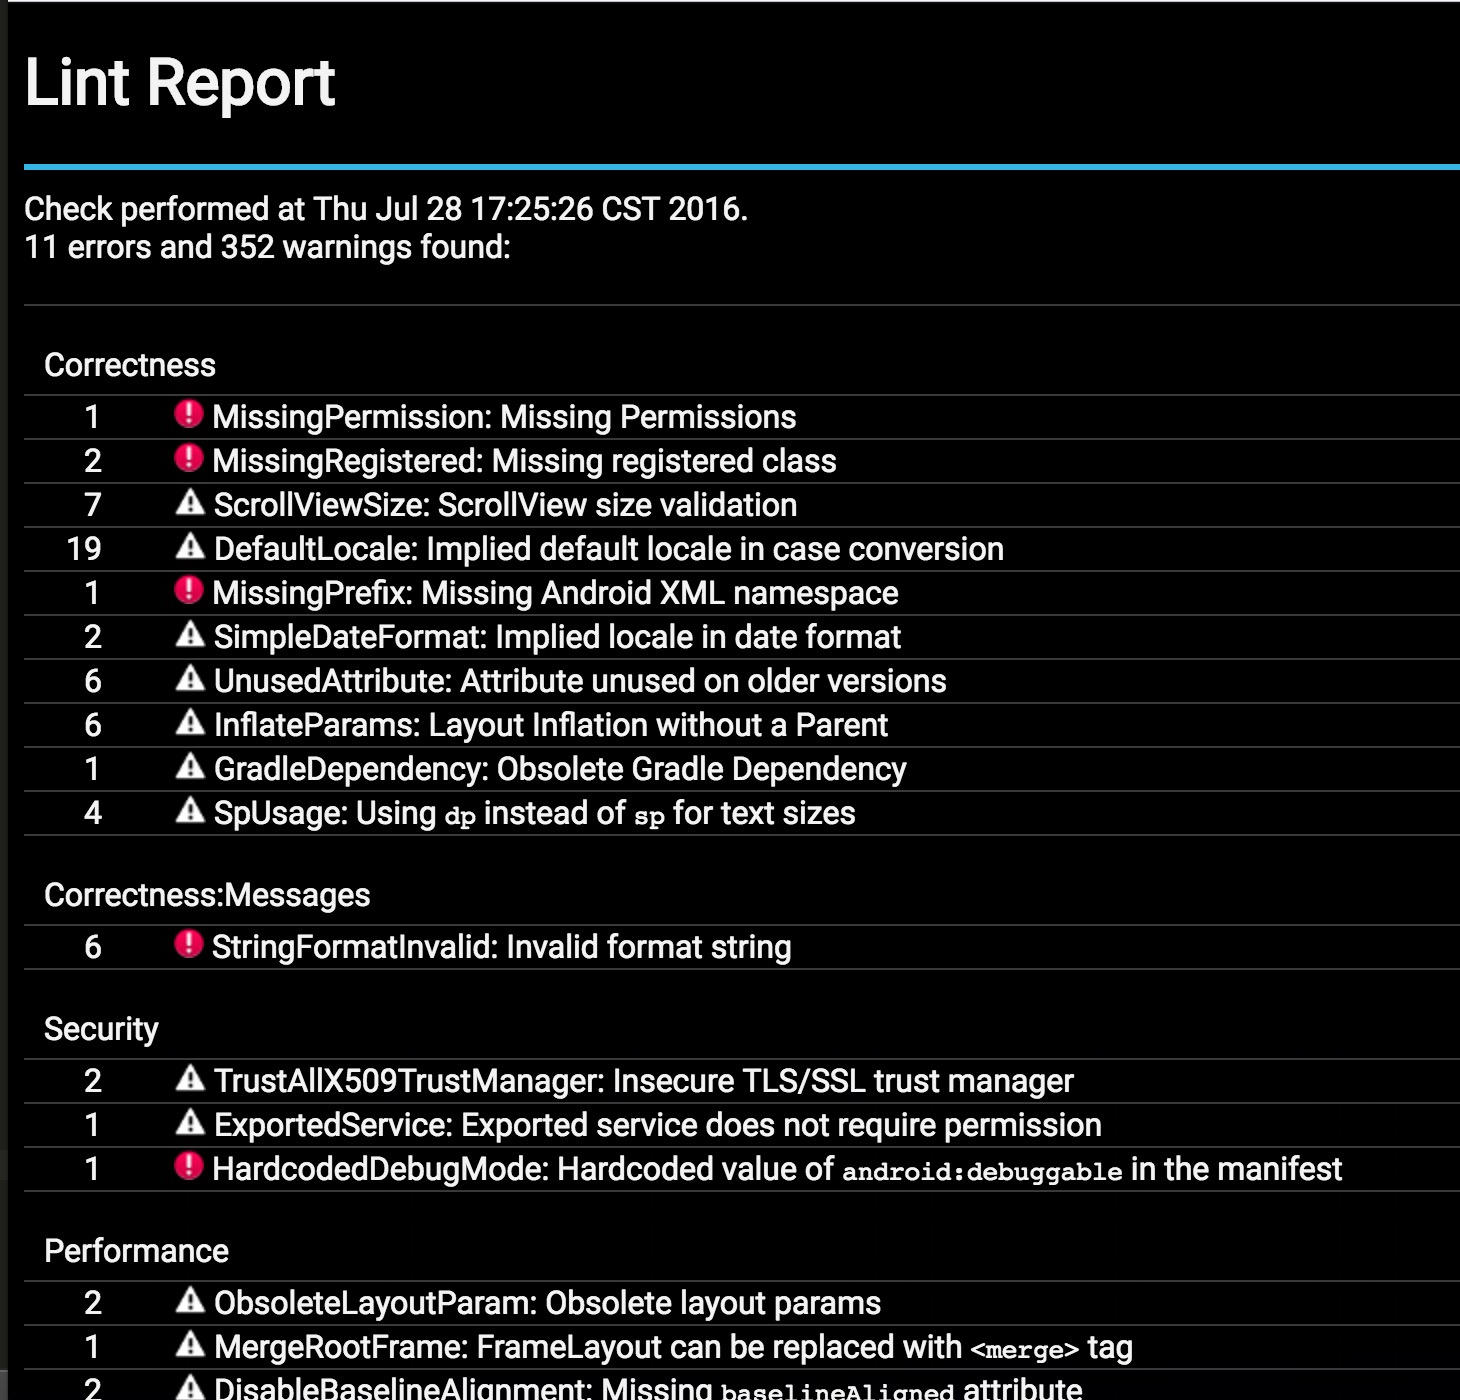 Lint Report
Check performed at Thu Jul 28 17:25:26 CST 2016.
11 errors and 352 warnings found:
Correctness
1 MissingPermission: Missing Permissions
2 MissingRegistered: Missing registered class
7 ScrollViewSize: ScrollView size validation
19 DefaultLocale: Implied default locale in case conversion
1 MissingPrefix: Missing Android XML namespace
2 SimpleDateFormat: Implied locale in date format
6 UnusedAttribute: Attribute unused on older versions
6 InflateParams: Layout Inflation without a Parent
1 GradleDependency: Obsolete Gradle Dependency
4 SpUsage: Using dp instead of sp for text sizes
Correctness:Messages
6 StringFormatInvalid: Invalid format string
Security
2 TrustAllX509TrustManager: Insecure TLS/SSL trust manager
1 ExportedService: Exported service does not require permission
1 HardcodedDebugMode: Hardcoded value of android:debuggable in the manifest
Performance
2 ObsoleteLayoutParam: Obsolete layout params
1 MergeRootFrame: FrameLayout can be replaced with <merge> tag
2 DisableBaselineAlignment: Missing baselineAligned attribute